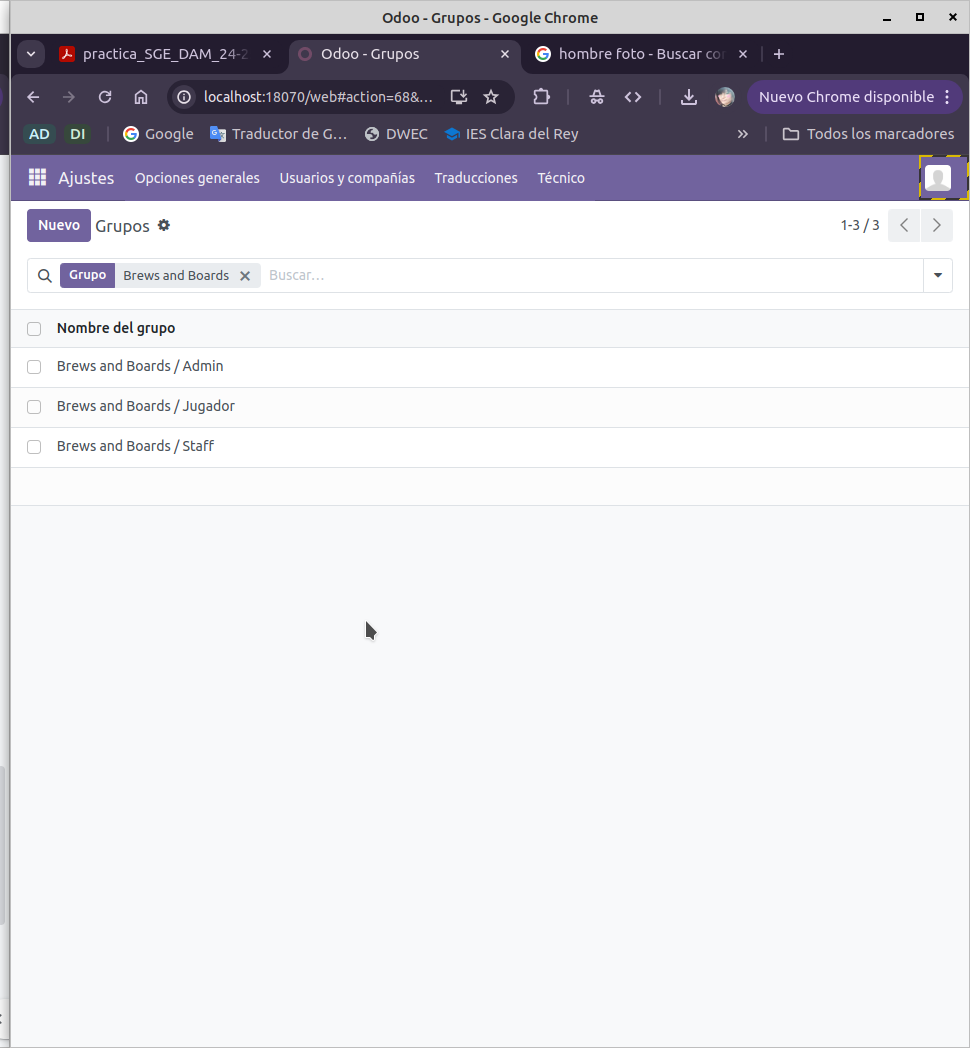 Odoo - Grupos - Google Chrome
practica_SGE_DAM_24-2
Odoo - Grupos
hombre foto - Buscar co
localhost:18070/web#action=68&...
Nuevo Chrome disponible
AD DI Google Traductor de G... DWEC IES Clara del Rey » Todos los marcadores
Ajustes Opciones generales Usuarios y compañías Traducciones Técnico
Nuevo Grupos 1-3 / 3
Grupo Brews and Boards Buscar...
Nombre del grupo
Brews and Boards / Admin
Brews and Boards / Jugador
Brews and Boards / Staff